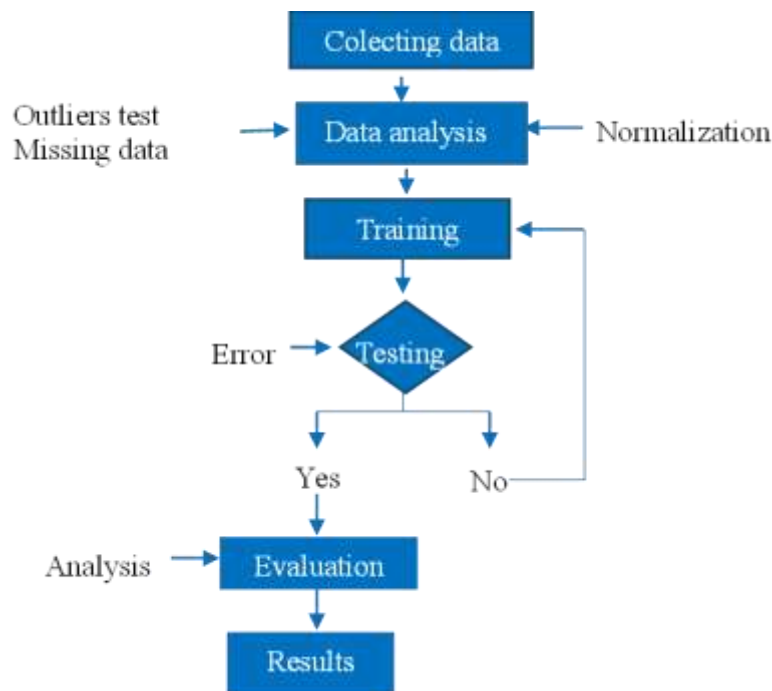 Colecting data
Outliers test
Missing data
Data analysis
Normalization
Training
Error
Testing
Yes
No
Analysis
Evaluation
Results